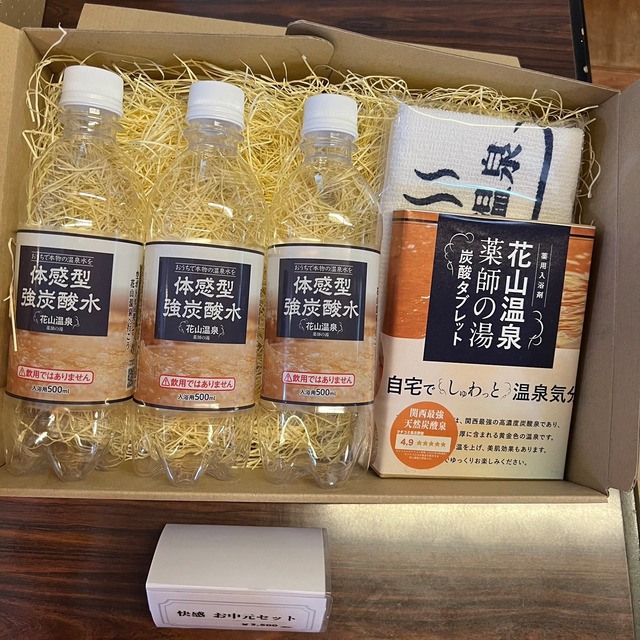 おうちで本物の温泉水を
体感型
強炭酸水
花山温泉
薬師の湯
飲用ではありません
入浴用500ml
おうちで本物の温泉水を
体感型
強炭酸水
花山温泉
薬師の湯
飲用ではありません
入浴用500ml
おうちで本物の温泉水を
体感型
強炭酸水
花山温泉
薬師の湯
飲用ではありません
入浴用500ml
温泉
薬用入浴剤
花山温泉
薬師の湯
炭酸タブレット
自宅でしゅわっと温泉気分
関西最強
天然炭酸泉
4.9 ★★★★★
は、関西最強の高濃度炭酸泉であり、
厚に含まれる黄金色の温泉です。
温を上げ、美肌効果もあります。
でゆっくりお楽しみください。
快感 お中元セット